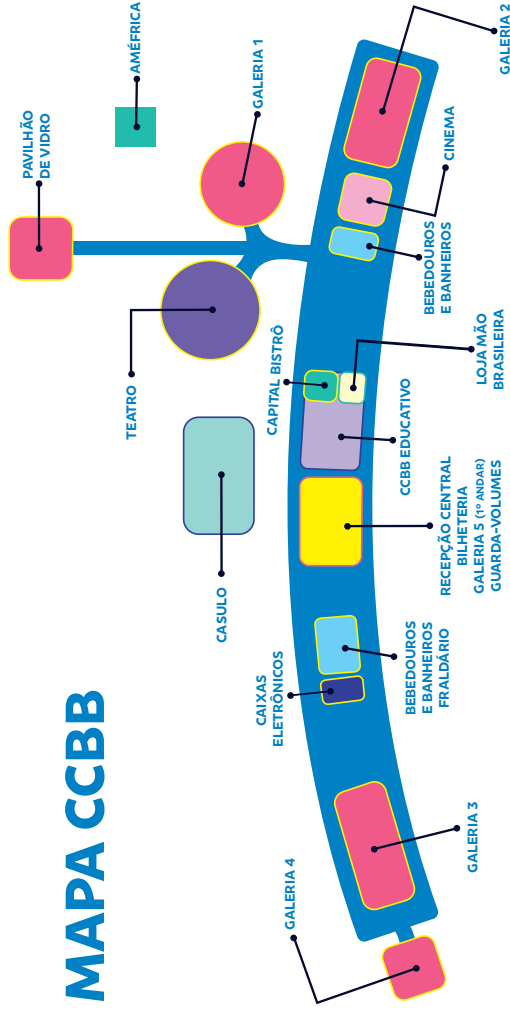 MAPA CCBB
GALERIA 4
CAIXAS
ELETRÔNICOS
CASULO
TEATRO
CAPITAL BISTRÔ
PAVILHÃO
DE VIDRO
AMÉFRICA
GALERIA 1
GALERIA 3
BEBEDOUROS
E BANHEIROS
FRALDÁRIO
RECEPÇÃO CENTRAL
BILHETERIA
GALERIA 5 (1º ANDAR)
GUARDA-VOLUMES
CCBB EDUCATIVO
LOJA MÃO
BRASILEIRA
BEBEDOUROS
E BANHEIROS
CINEMA
GALERIA 2